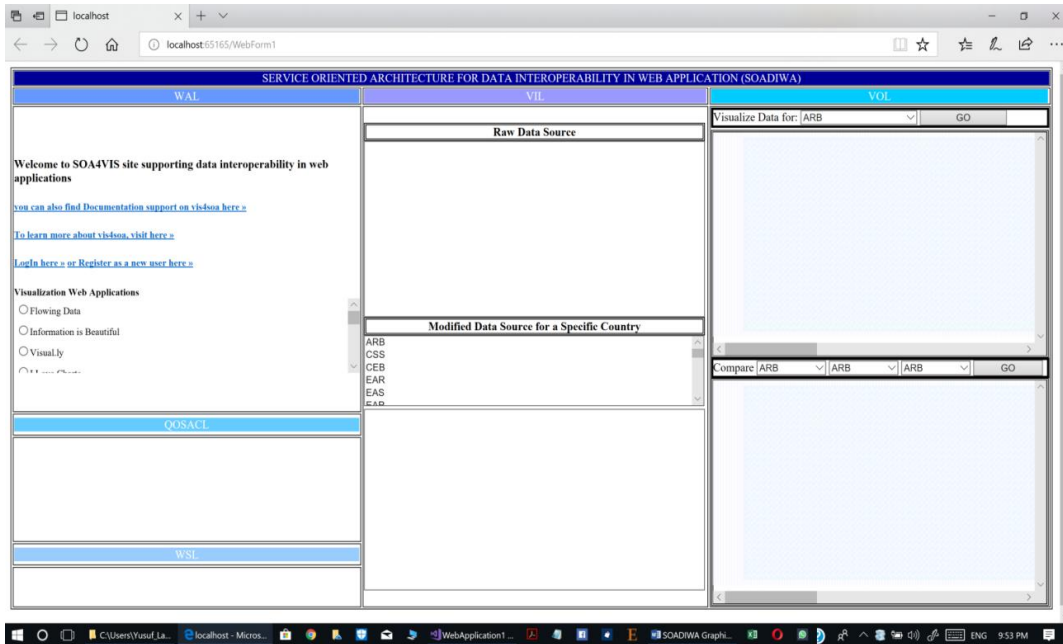 localhost
localhost:65165/WebForm1
SERVICE ORIENTED ARCHITECTURE FOR DATA INTEROPERABILITY IN WEB APPLICATION (SOADIWA)
WAL
VIL
VOL
Welcome to SOA4VIS site supporting data interoperability in web
applications
you can also find Documentation support on vis4soa here »
To learn more about vis4soa, visit here »
LogIn here » or Register as a new user here »
Visualization Web Applications
Flowing Data
Information is Beautiful
Visual.ly
QOSACL
WSL
Raw Data Source
Modified Data Source for a Specific Country
ARB
CSS
CEB
EAR
EAS
EAP
Visualize Data for: ARB GO
Compare ARB ARB ARB GO
C:\Users\Yusuf_La... localhost - Micros... WebApplication1 ... SOADIWA Graphi... ENG 9:53 PM